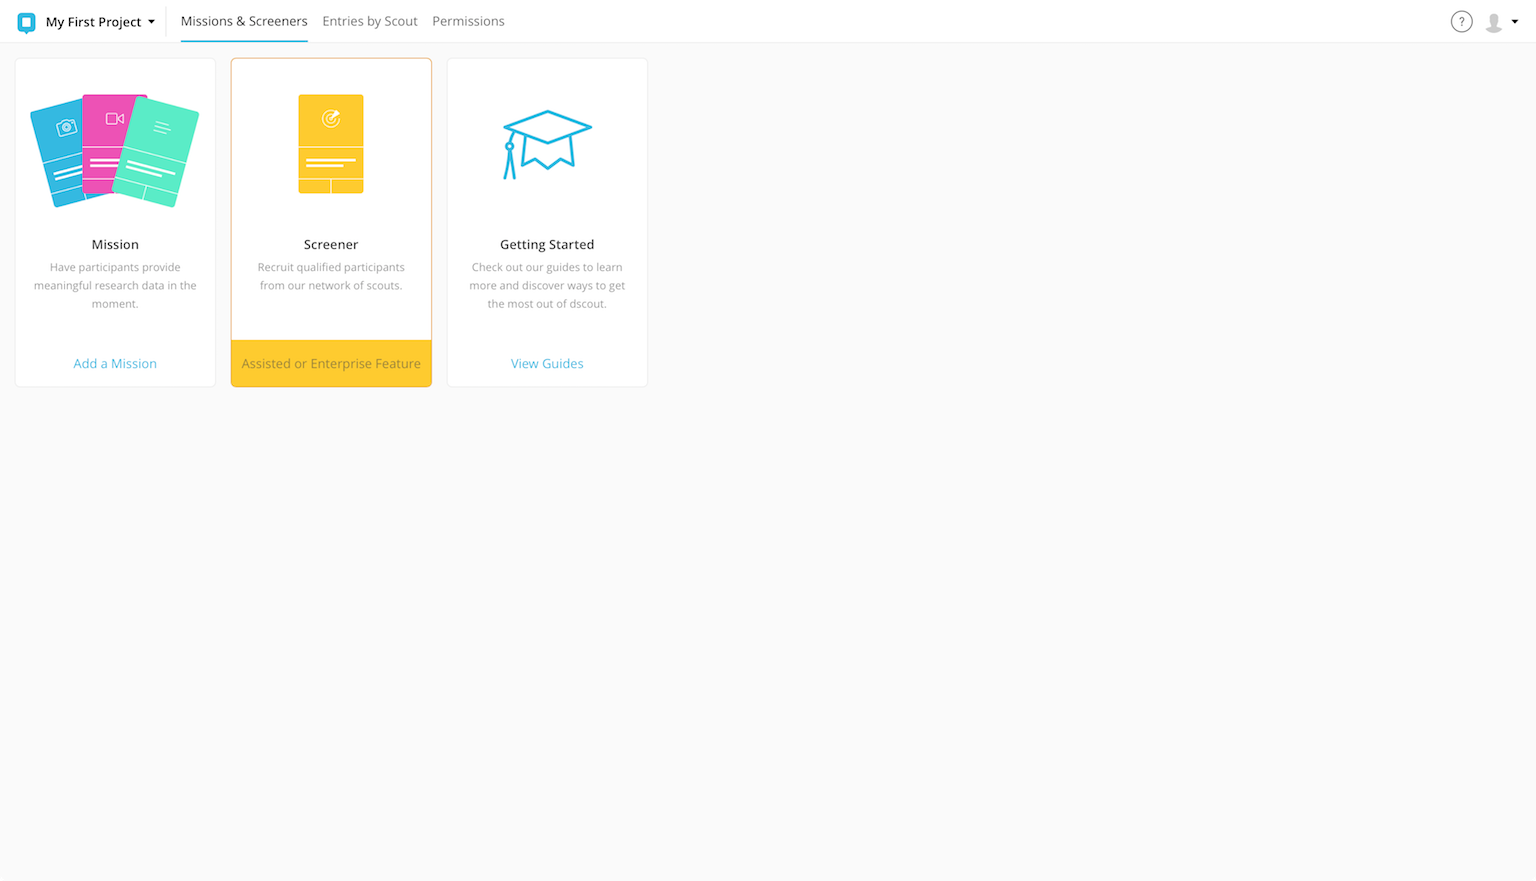 My First Project
Missions & Screeners
Entries by Scout
Permissions
?
Mission
Have participants provide
meaningful research data in the
moment.
Add a Mission
Screener
Recruit qualified participants
from our network of scouts.
Assisted or Enterprise Feature
Getting Started
Check out our guides to learn
more and discover ways to get
the most out of dscout.
View Guides